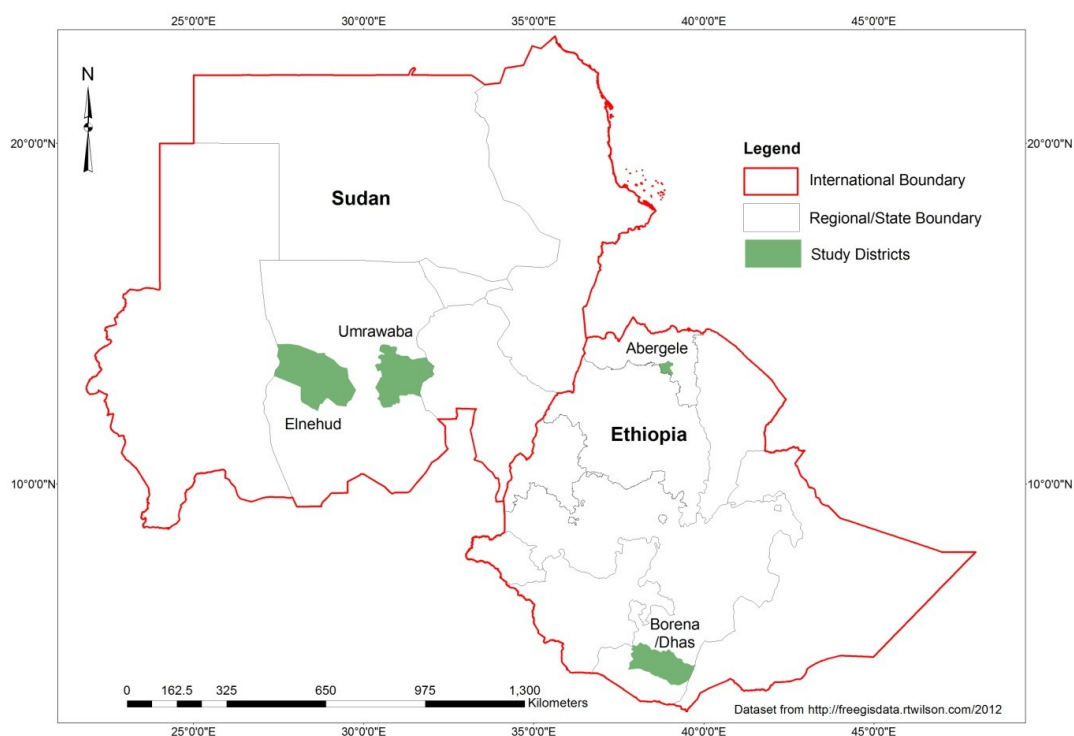 25°0'0"E 30°0'0"E 35°0'0"E 40°0'0"E 45°0'0"E
N
20°0'0"N 20°0'0"N
Legend
International Boundary
Regional/State Boundary
Study Districts
Sudan
Umrawaba
Abergele
Elnehud
Ethiopia
10°0'0"N 10°0'0"N
Borena
/Dhas
0 162.5 325 650 975 1,300
Kilometers
Dataset from http://freegisdata.rtwilson.com/2012
25°0'0"E 30°0'0"E 35°0'0"E 40°0'0"E 45°0'0"E